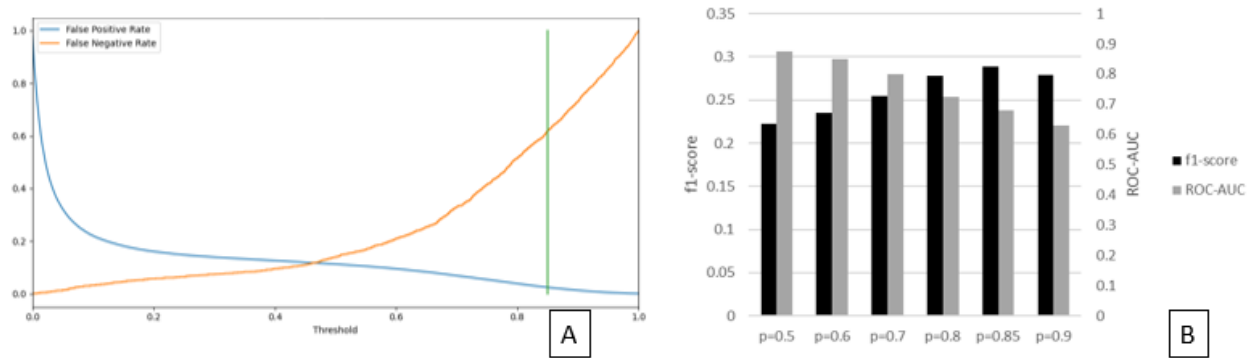 False Positive Rate
False Negative Rate
1.0
0.8
0.6
0.4
0.2
0.0
0.0 0.2 0.4 0.6 0.8 1.0
Threshold
A
0.35
0.3
0.25
0.2
0.15
0.1
0.05
0
f1-score
1
0.9
0.8
0.7
0.6
0.5
0.4
0.3
0.2
0.1
0
ROC-AUC
p=0.5 p=0.6 p=0.7 p=0.8 p=0.85 p=0.9
f1-score
ROC-AUC
B